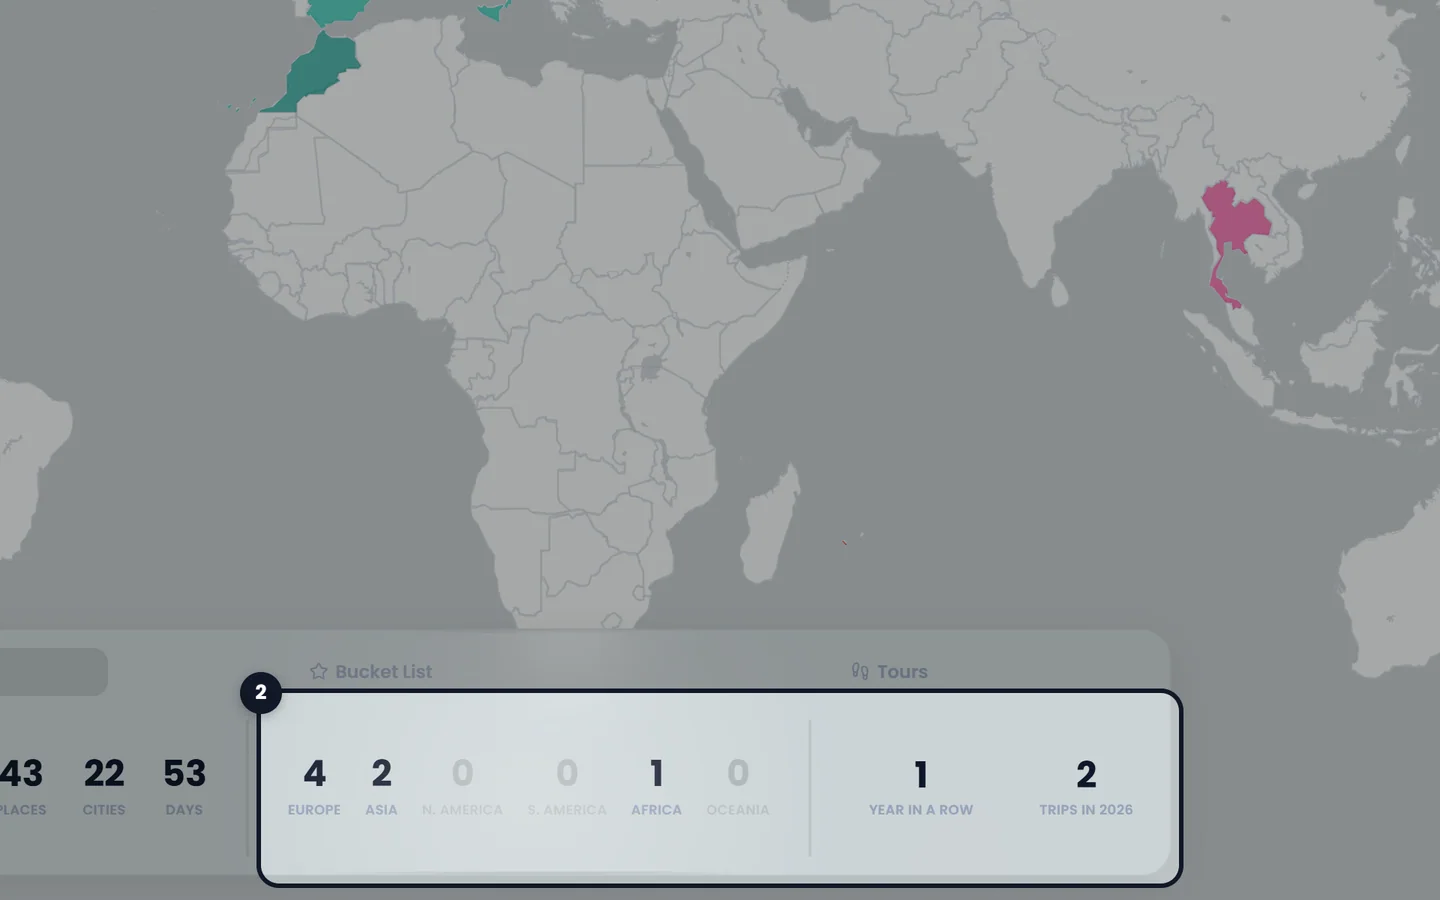 Bucket List
Tours
2
43 22 53
PLACES CITIES DAYS
4 2 0 0 1 0
EUROPE ASIA N. AMERICA S. AMERICA AFRICA OCEANIA
1 2
YEAR IN A ROW TRIPS IN 2026